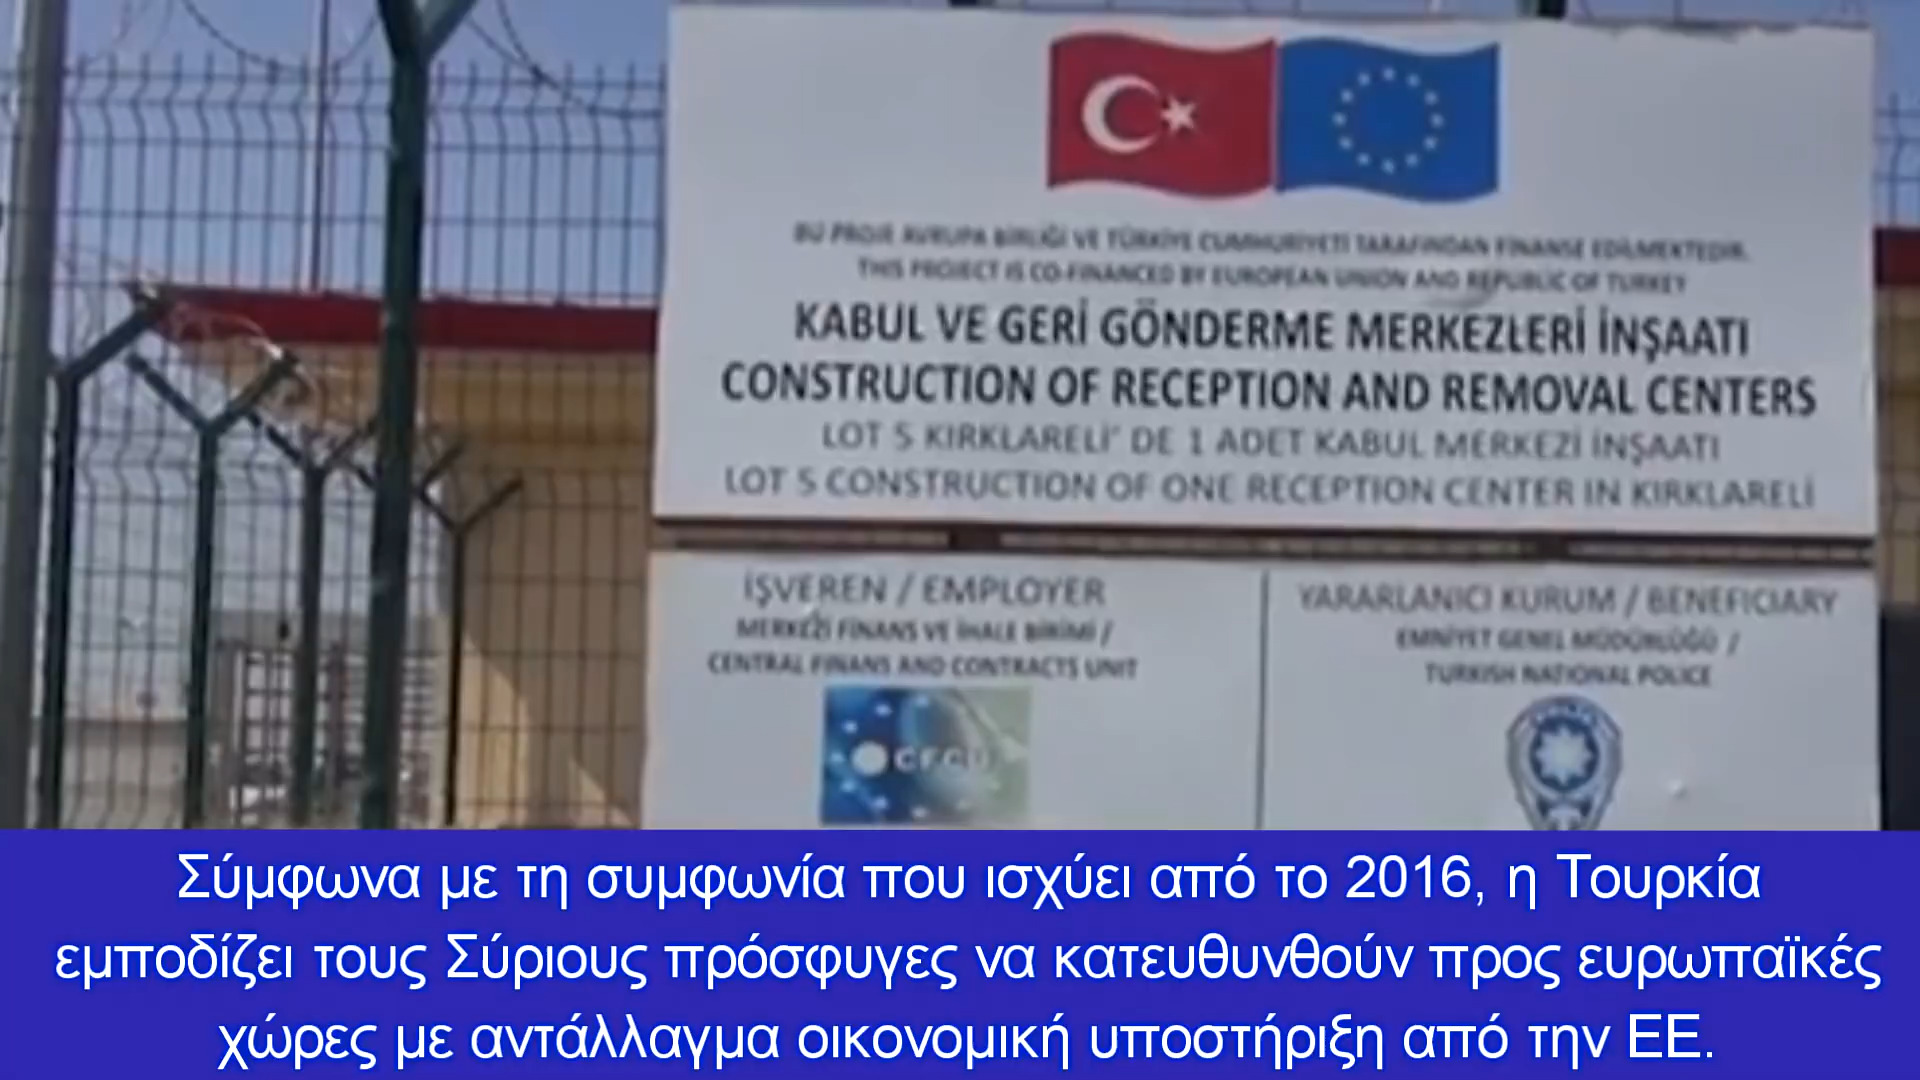 BU PROJE AVRUPA BİRLİĞİ VE TÜRKİYE CUMHURİYETİ TARAFINDAN FİNANSE EDİLMEKTEDİR.
THIS PROJECT IS CO-FINANCED BY EUROPEAN UNION AND REPUBLIC OF TURKEY
KABUL VE GERİ GÖNDERME MERKEZLERİ İNŞAATI
CONSTRUCTION OF RECEPTION AND REMOVAL CENTERS
LOT 5 KIRKLARELİ' DE 1 ADET KABUL MERKEZİ İNŞAATI
LOT 5 CONSTRUCTION OF ONE RECEPTION CENTER IN KIRKLARELİ
İŞVEREN / EMPLOYER
MERKEZİ FİNANS VE İHALE BİRİMİ /
CENTRAL FINANS AND CONTRACTS UNIT
CFCU
YARARLANICI KURUM / BENEFICIARY
EMNİYET GENEL MÜDÜRLÜĞÜ /
TURKISH NATIONAL POLICE
Σύμφωνα με τη συμφωνία που ισχύει από το 2016, η Τουρκία
εμποδίζει τους Σύριους πρόσφυγες να κατευθυνθούν προς ευρωπαϊκές
χώρες με αντάλλαγμα οικονομική υποστήριξη από την ΕΕ.